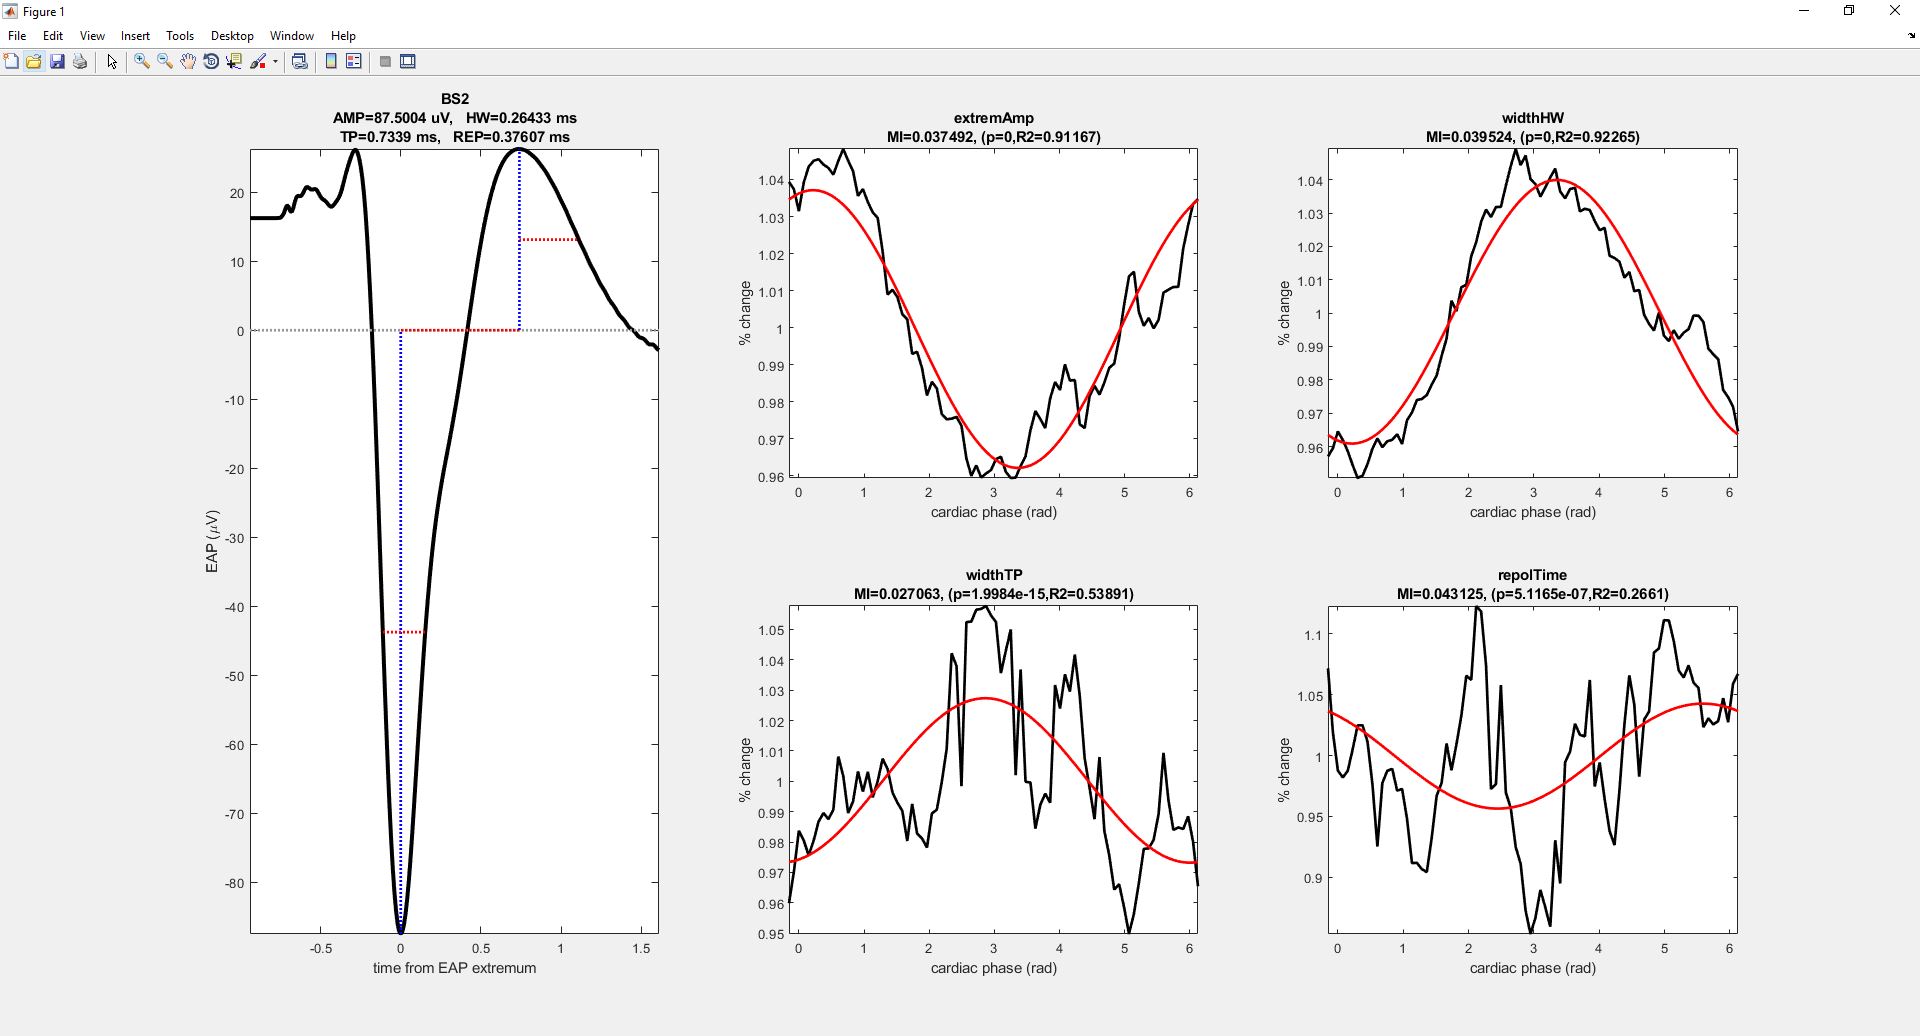 Figure 1
File Edit View Insert Tools Desktop Window Help
BS2
AMP=87.5004 uV, HW=0.26433 ms
TP=0.7339 ms, REP=0.37607 ms
20
10
0
-10
-20
-30
-40
-50
-60
-70
-80
EAP (μV)
-0.5 0 0.5 1 1.5
time from EAP extremum
extremAmp
MI=0.037492, (p=0,R2=0.91167)
1.04
1.03
1.02
1.01
1
0.99
0.98
0.97
0.96
% change
0 1 2 3 4 5 6
cardiac phase (rad)
widthHW
MI=0.039524, (p=0,R2=0.92265)
1.04
1.03
1.02
1.01
1
0.99
0.98
0.97
0.96
% change
0 1 2 3 4 5 6
cardiac phase (rad)
widthTP
MI=0.027063, (p=1.9984e-15,R2=0.53891)
1.05
1.04
1.03
1.02
1.01
1
0.99
0.98
0.97
0.96
0.95
% change
0 1 2 3 4 5 6
cardiac phase (rad)
repolTime
MI=0.043125, (p=5.1165e-07,R2=0.2661)
1.1
1.05
1
0.95
0.9
% change
0 1 2 3 4 5 6
cardiac phase (rad)